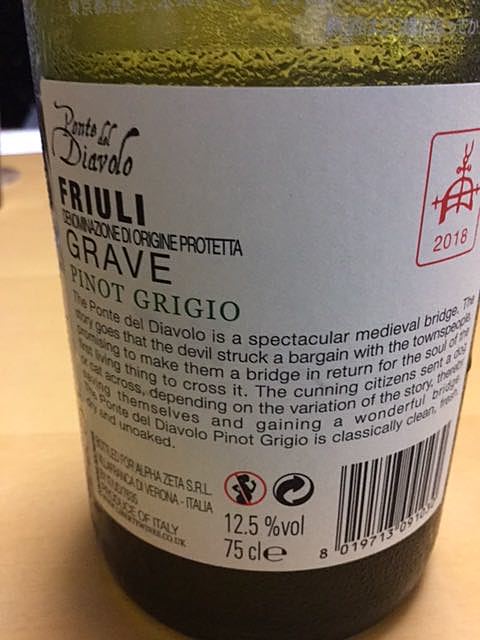 Ponte del
Diavolo
FRIULI
DENOMINAZIONE DI ORIGINE PROTETTA
GRAVE
PINOT GRIGIO
2018
The Ponte del Diavolo is a spectacular medieval bridge. The
story goes that the devil struck a bargain with the townspeople,
promising to make them a bridge in return for the soul of the
first living thing to cross it. The cunning citizens sent a dog
or cat across, depending on the variation of the story, thereby
saving themselves and gaining a wonderful bridge.
The Ponte del Diavolo Pinot Grigio is classically clean, fresh,
dry and unoaked.
BOTTLED FOR ALPHA ZETA S.R.L.
VILLAFRANCA DI VERONA - ITALIA
PRODUCE OF ITALY
12.5 %vol
75 cl e
8 019713 09